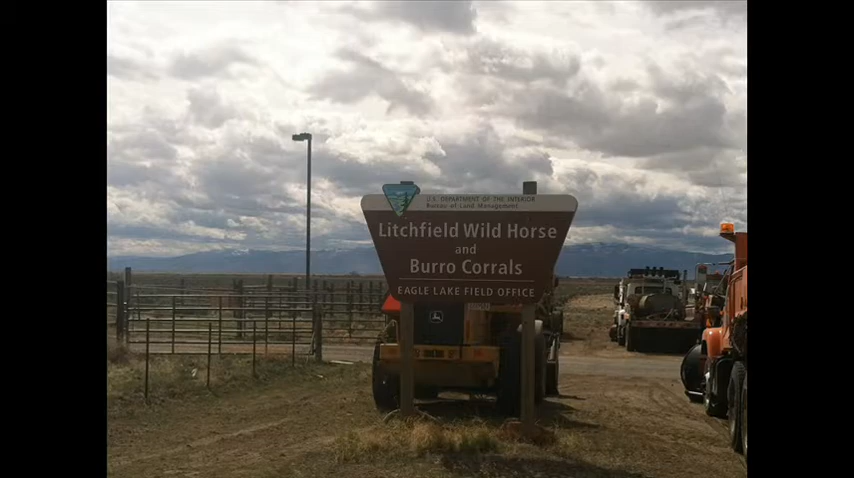 U.S. DEPARTMENT OF THE INTERIOR
Bureau of Land Management
Litchfield Wild Horse
and
Burro Corrals
EAGLE LAKE FIELD OFFICE